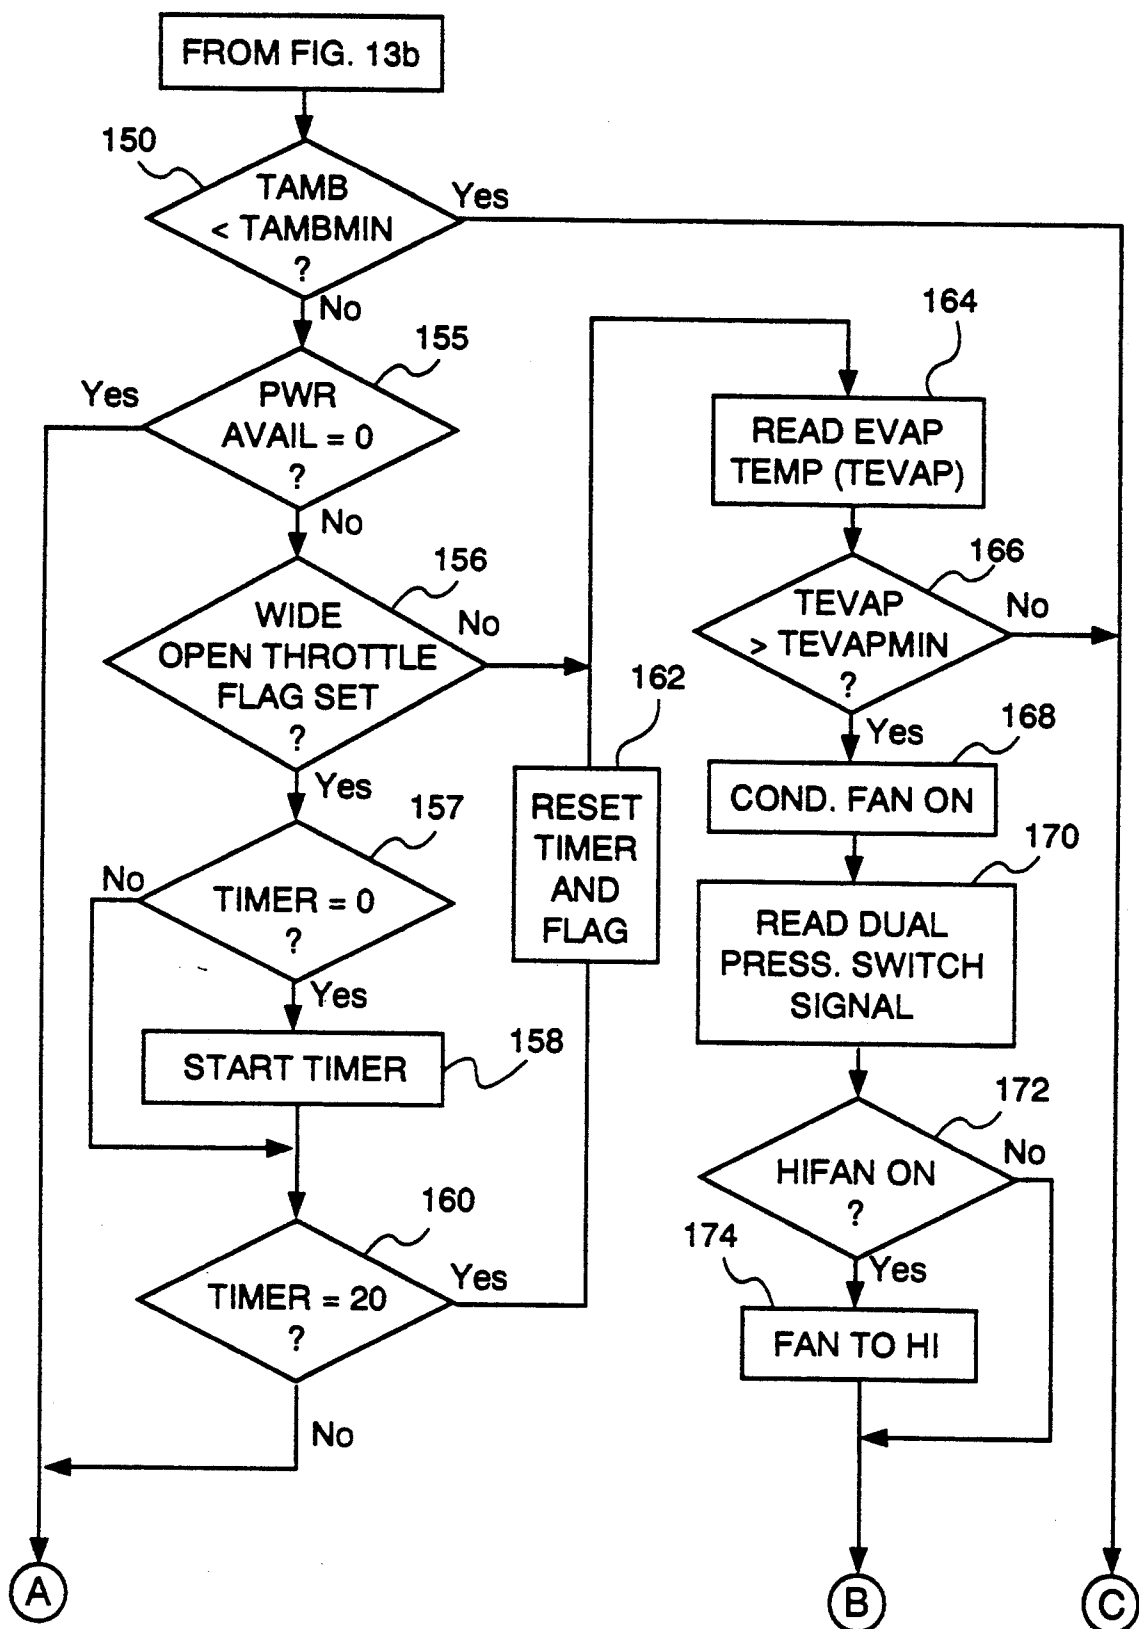 FROM FIG. 13b
150
TAMB
< TAMBMIN
?
Yes
No
155
Yes
PWR
AVAIL = 0
?
No
156
WIDE
OPEN THROTTLE
FLAG SET
?
No
Yes
157
No
TIMER = 0
?
Yes
START TIMER
158
160
TIMER = 20
?
Yes
No
162
RESET
TIMER
AND
FLAG
164
READ EVAP
TEMP (TEVAP)
166
TEVAP
> TEVAPMIN
?
No
Yes
168
COND. FAN ON
170
READ DUAL
PRESS. SWITCH
SIGNAL
172
HIFAN ON
?
No
174
Yes
FAN TO HI
A
B
C